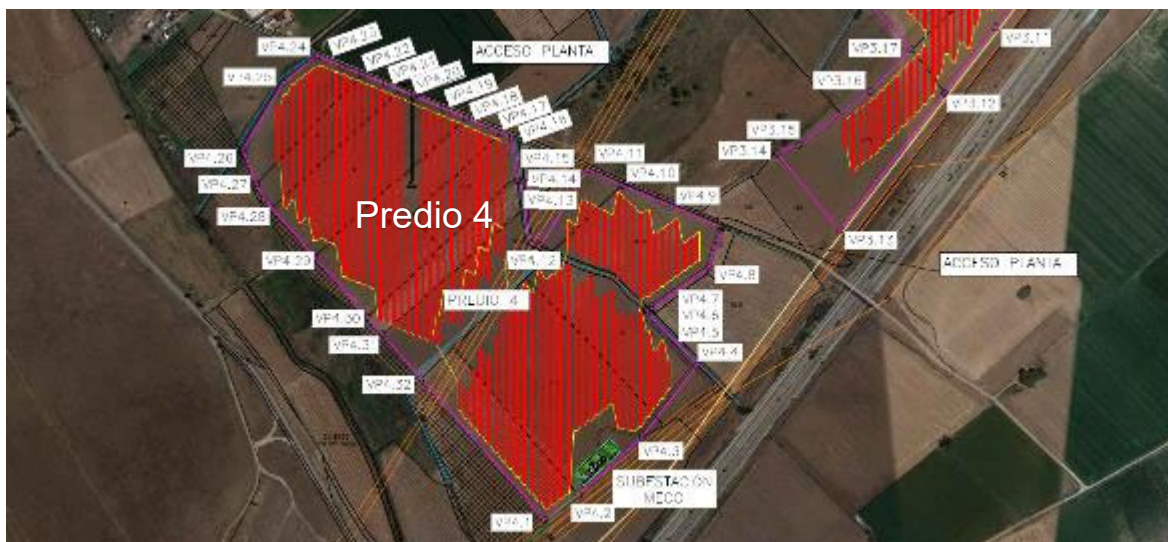 VP4.24
VP4.23
VP4.22
VP4.21
VP4.20
VP4.19
VP4.18
VP4.17
VP4.16
ACCESO PLANTA
VP3.17
VP3.11
VP4.25
VP3.16
VP3.12
VP4.26
VP4.15
VP4.11
VP3.15
VP3.14
VP4.27
VP4.14
VP4.10
VP4.28
VP4.13
VP4.9
Predio 4
VP3.13
VP4.29
VP4.12
VP4.8
ACCESO PLANTA
PREDIO 4
VP4.7
VP4.30
VP4.6
VP4.31
VP4.5
VP4.4
VP4.32
VP4.3
SUBESTACIÓN
MECO
VP4.1
VP4.2